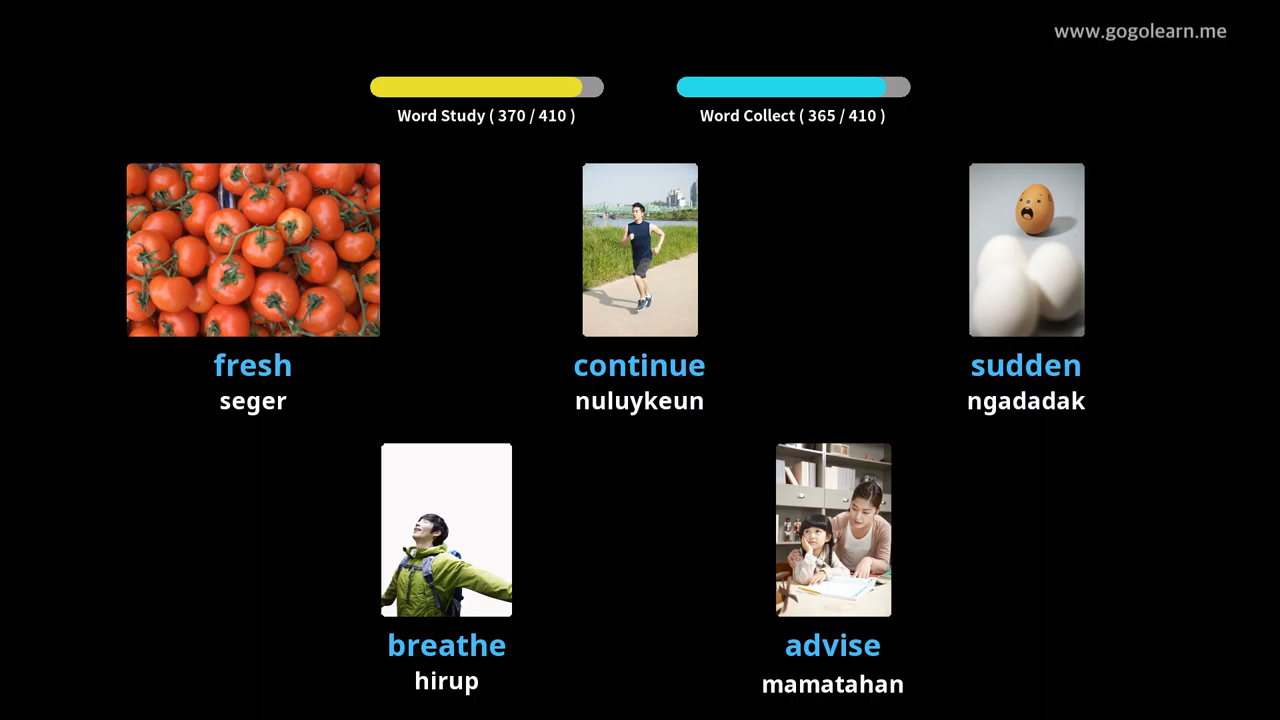 www.gogolearn.me
Word Study ( 370 / 410 )
Word Collect ( 365 / 410 )
fresh
seger
continue
nuluykeun
sudden
ngadadak
breathe
hirup
advise
mamatahan